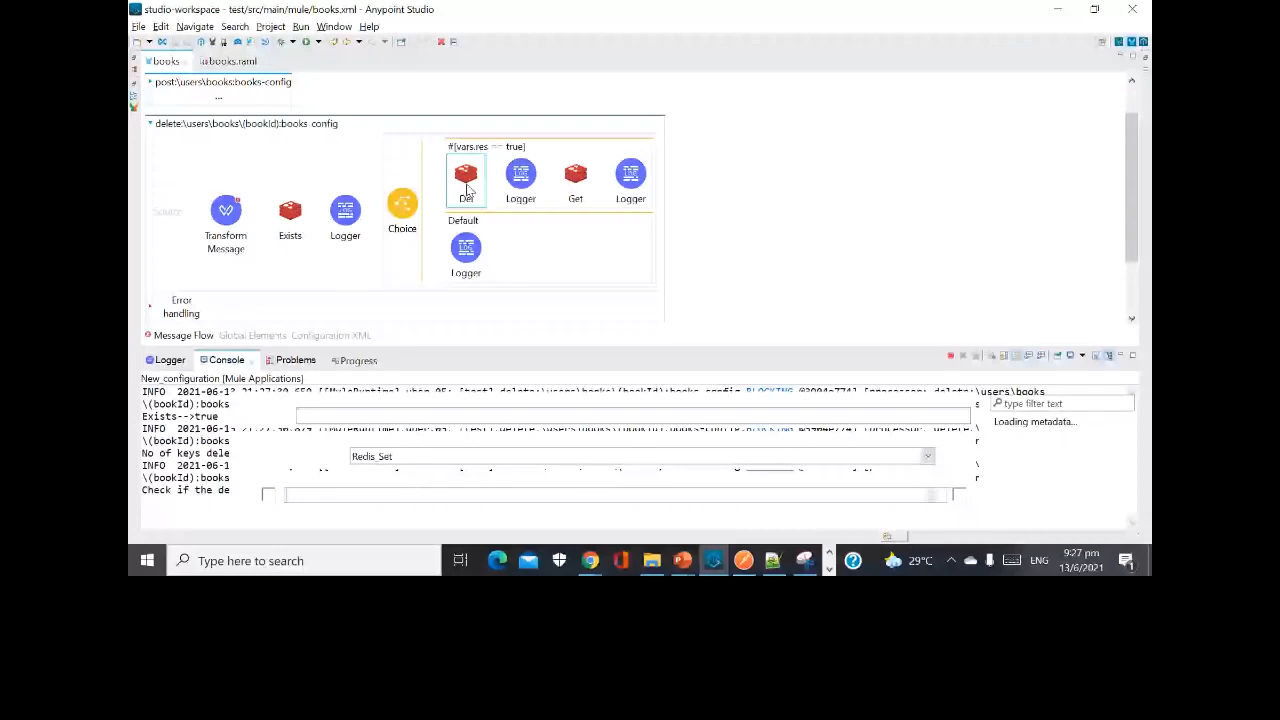 studio-workspace - test/src/main/mule/books.xml - Anypoint Studio
File Edit Navigate Search Project Run Window Help
books books.raml
post:\users\books:books-config
...
delete:\users\books\(bookId):books-config
#[vars.res == true]
Del Logger Get Logger
Source
Transform Message Exists Logger Choice
Default
Logger
Error handling
Message Flow Global Elements Configuration XML
Logger Console Problems Progress
New_configuration [Mule Applications]
\(bookId):books
Exists-->true
\(bookId):books
No of keys dele
INFO 2021-06-1
\(bookId):books
Check if the de
Redis_Set
type filter text
Loading metadata...
Type here to search
29°C
ENG
9:27 pm
13/6/2021
1